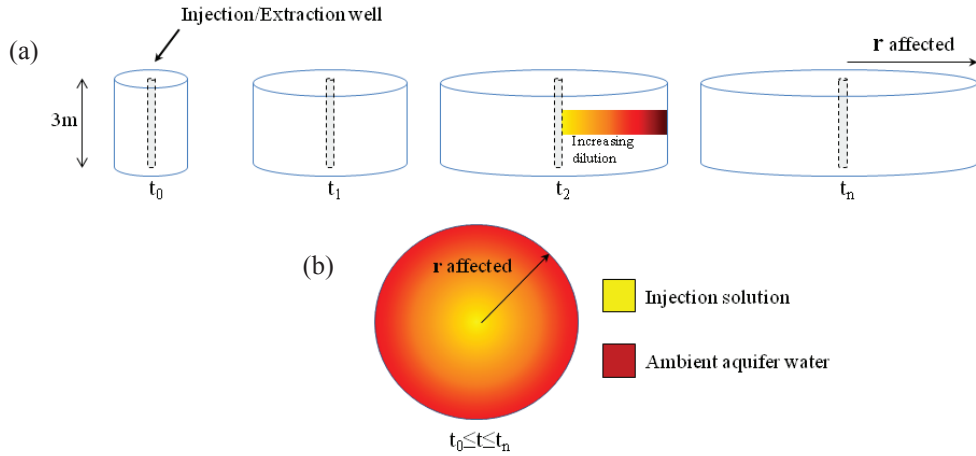 Injection/Extraction well
(a)
r affected
3m
Increasing
dilution
t0
t1
t2
tn
(b)
r affected
Injection solution
Ambient aquifer water
t0≤t≤tn